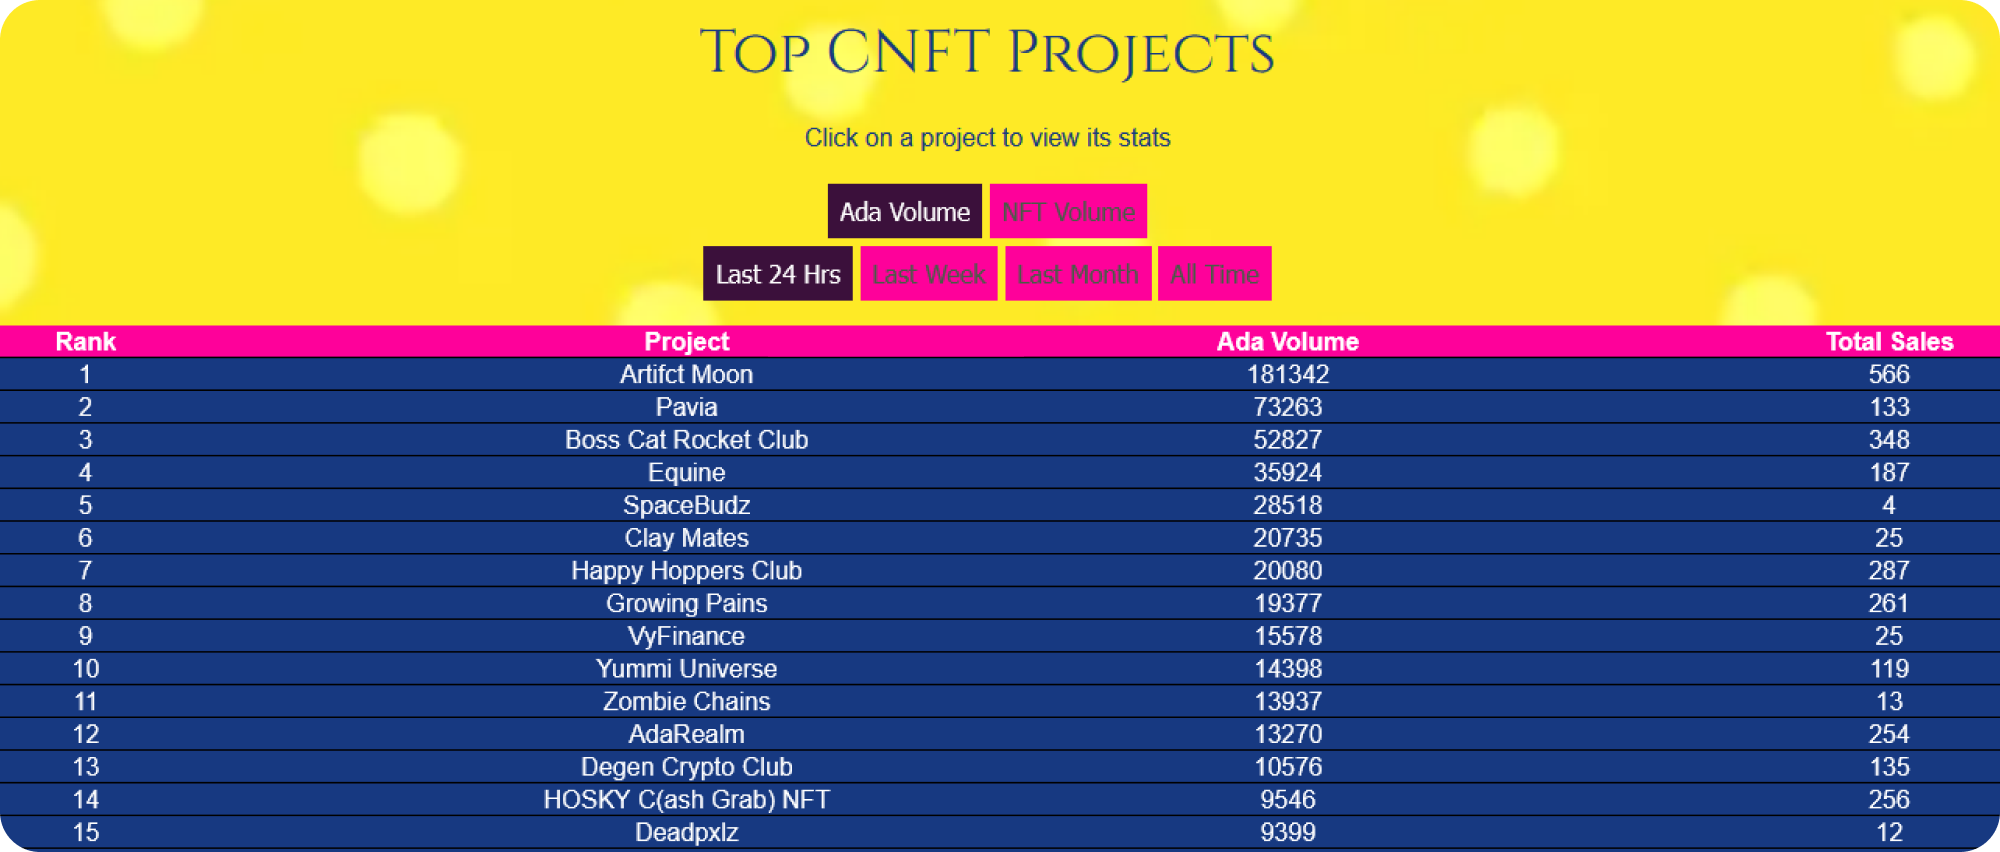 Top CNFT Projects
Click on a project to view its stats
Ada Volume NFT Volume
Last 24 Hrs Last Week Last Month All Time
Rank Project Ada Volume Total Sales
1 Artifct Moon 181342 566
2 Pavia 73263 133
3 Boss Cat Rocket Club 52827 348
4 Equine 35924 187
5 SpaceBudz 28518 4
6 Clay Mates 20735 25
7 Happy Hoppers Club 20080 287
8 Growing Pains 19377 261
9 VyFinance 15578 25
10 Yummi Universe 14398 119
11 Zombie Chains 13937 13
12 AdaRealm 13270 254
13 Degen Crypto Club 10576 135
14 HOSKY C(ash Grab) NFT 9546 256
15 Deadpxlz 9399 12